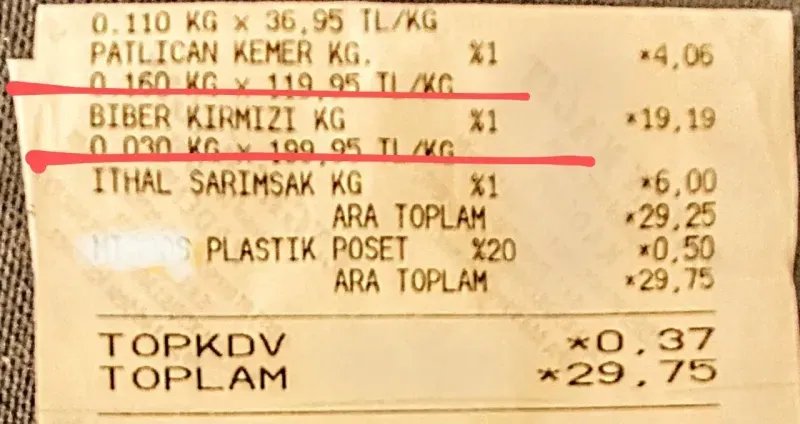 0.110 KG x 36,95 TL/KG
PATLICAN KEMER KG. %1 *4,06
0.160 KG x 119,95 TL/KG
BIBER KIRMIZI KG %1 *19,19
0.030 KG x 199,95 TL/KG
ITHAL SARIMSAK KG %1 *6,00
ARA TOPLAM *29,25
PLASTIK POSET %20 *0,50
ARA TOPLAM *29,75
TOPKDV *0,37
TOPLAM *29,75